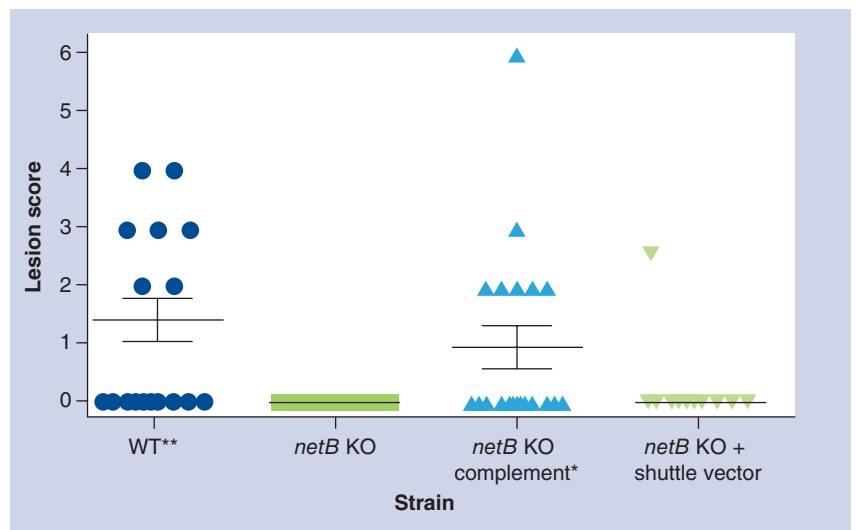 6
5
4
3
2
1
0
Lesion score
WT**
netB KO
netB KO
complement*
netB KO +
shuttle vector
Strain